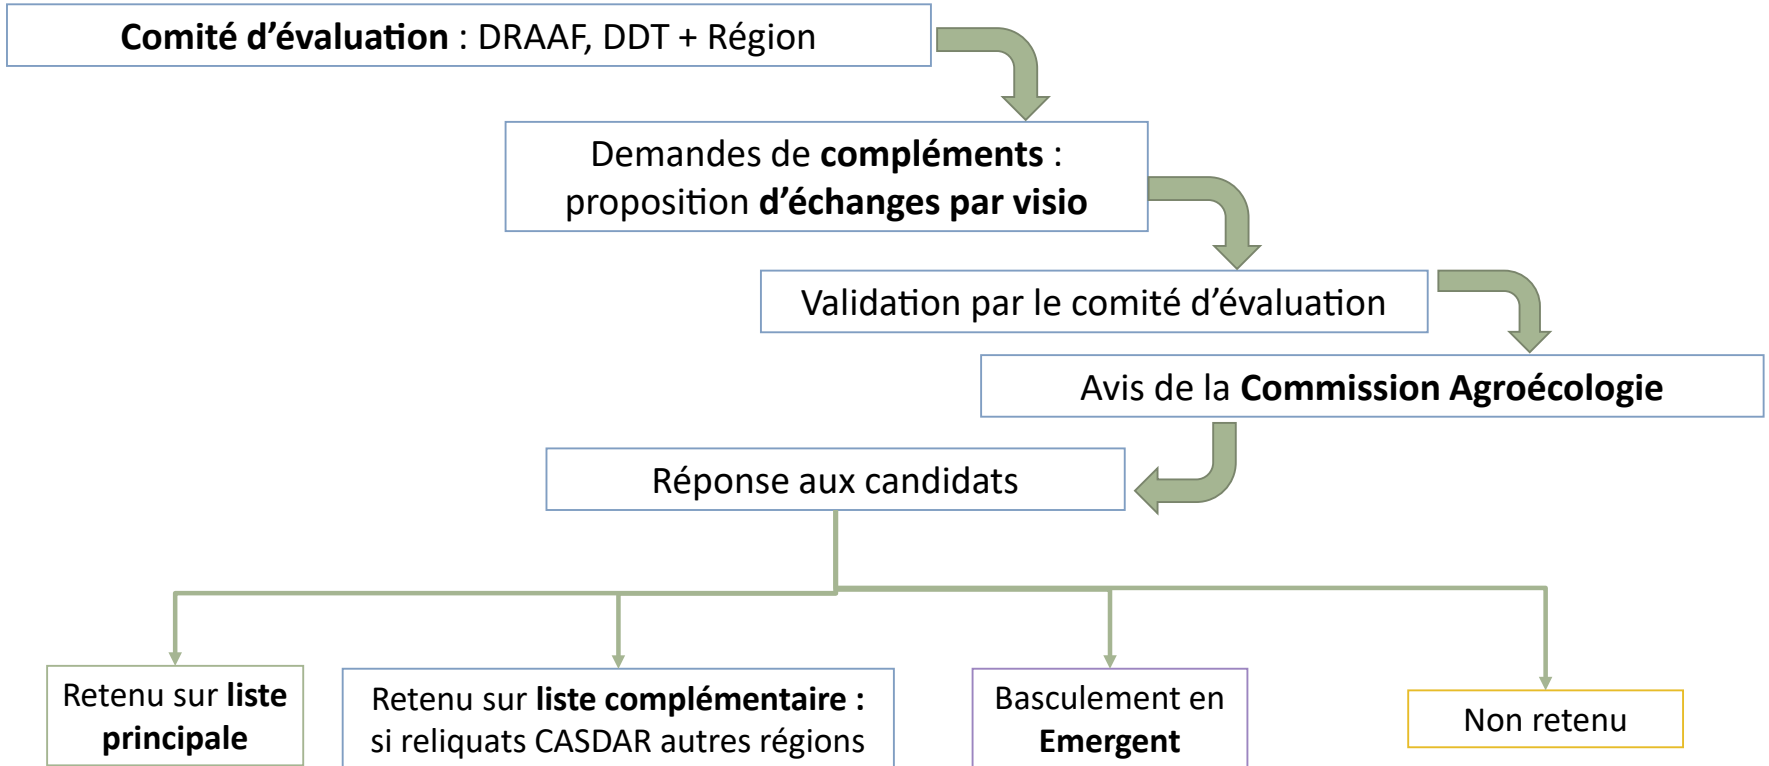 Comité d’évaluation : DRAAF, DDT + Région
Demandes de compléments :
proposition d’échanges par visio
Validation par le comité d’évaluation
Avis de la Commission Agroécologie
Réponse aux candidats
Retenu sur liste
principale
Retenu sur liste complémentaire :
si reliquats CASDAR autres régions
Basculement en
Emergent
Non retenu